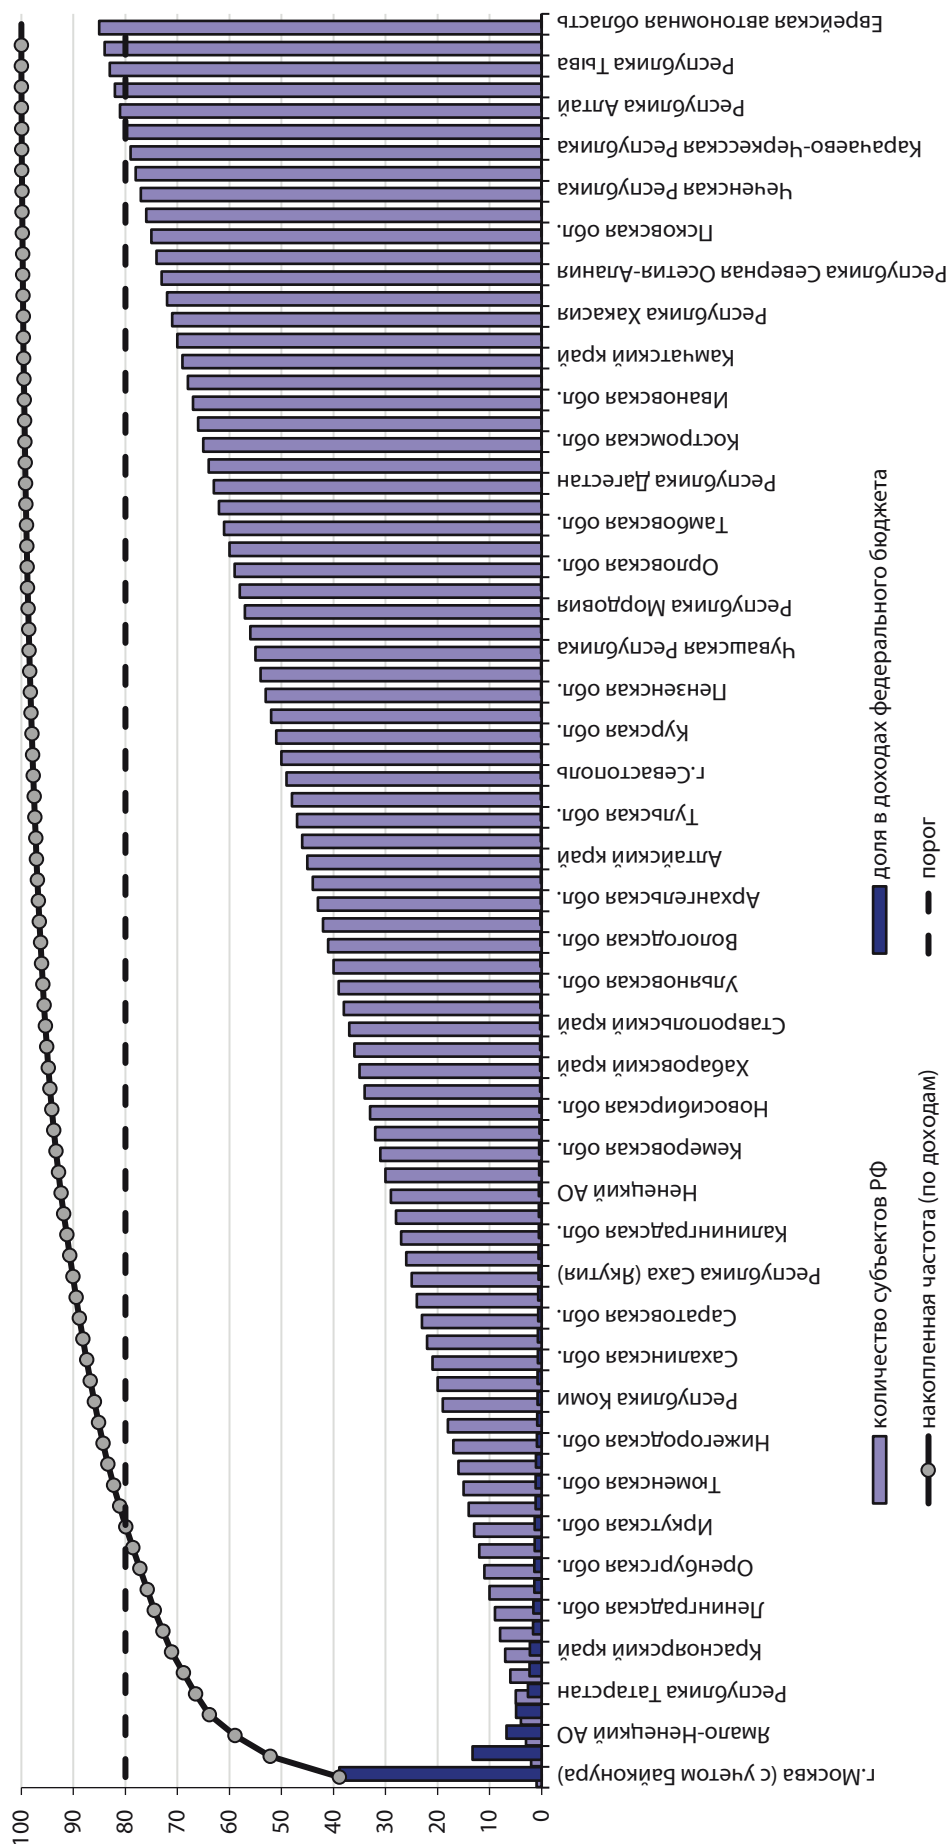 100
90
80
70
60
50
40
30
20
10
0
г.Москва (с учетом Байконура)
Ямало-Ненецкий АО
Республика Татарстан
Красноярский край
Ленинградская обл.
Оренбургская обл.
Иркутская обл.
Тюменская обл.
Нижегородская обл.
Республика Коми
Сахалинская обл.
Саратовская обл.
Республика Саха (Якутия)
Калининградская обл.
Ненецкий АО
Кемеровская обл.
Новосибирская обл.
Хабаровский край
Ставропольский край
Ульяновская обл.
Вологодская обл.
Архангельская обл.
Алтайский край
Тульская обл.
г.Севастополь
Курская обл.
Пензенская обл.
Чувашская Республика
Республика Мордовия
Орловская обл.
Тамбовская обл.
Республика Дагестан
Костромская обл.
Ивановская обл.
Камчатский край
Республика Хакасия
Республика Северная Осетия-Алания
Псковская обл.
Чеченская Республика
Карачаево-Черкесская Республика
Республика Алтай
Республика Тыва
Еврейская автономная область
количество субъектов РФ
доля в доходах федерального бюджета
накопленная частота (по доходам)
порог